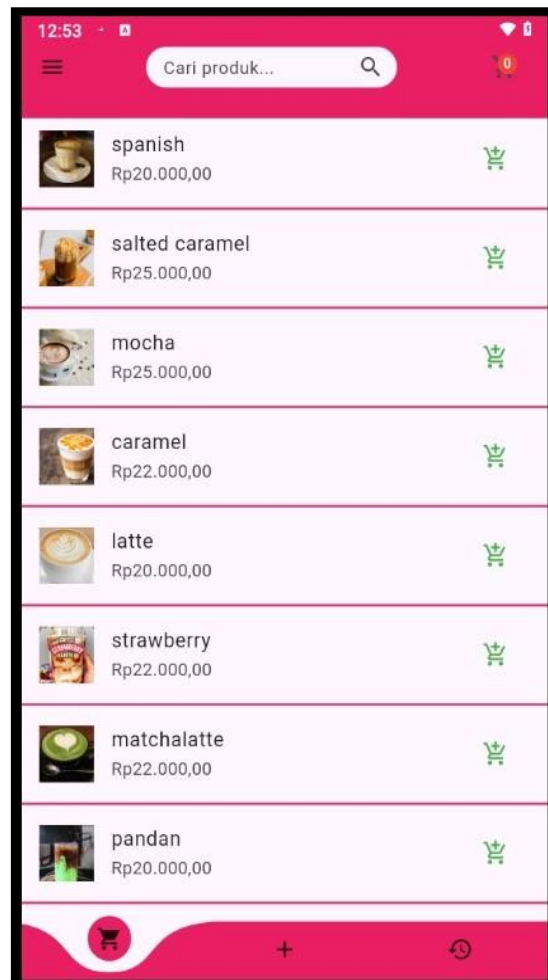 12:53
Cari produk...
0
spanish
Rp20.000,00
salted caramel
Rp25.000,00
mocha
Rp25.000,00
caramel
Rp22.000,00
latte
Rp20.000,00
strawberry
Rp22.000,00
matchalatte
Rp22.000,00
pandan
Rp20.000,00